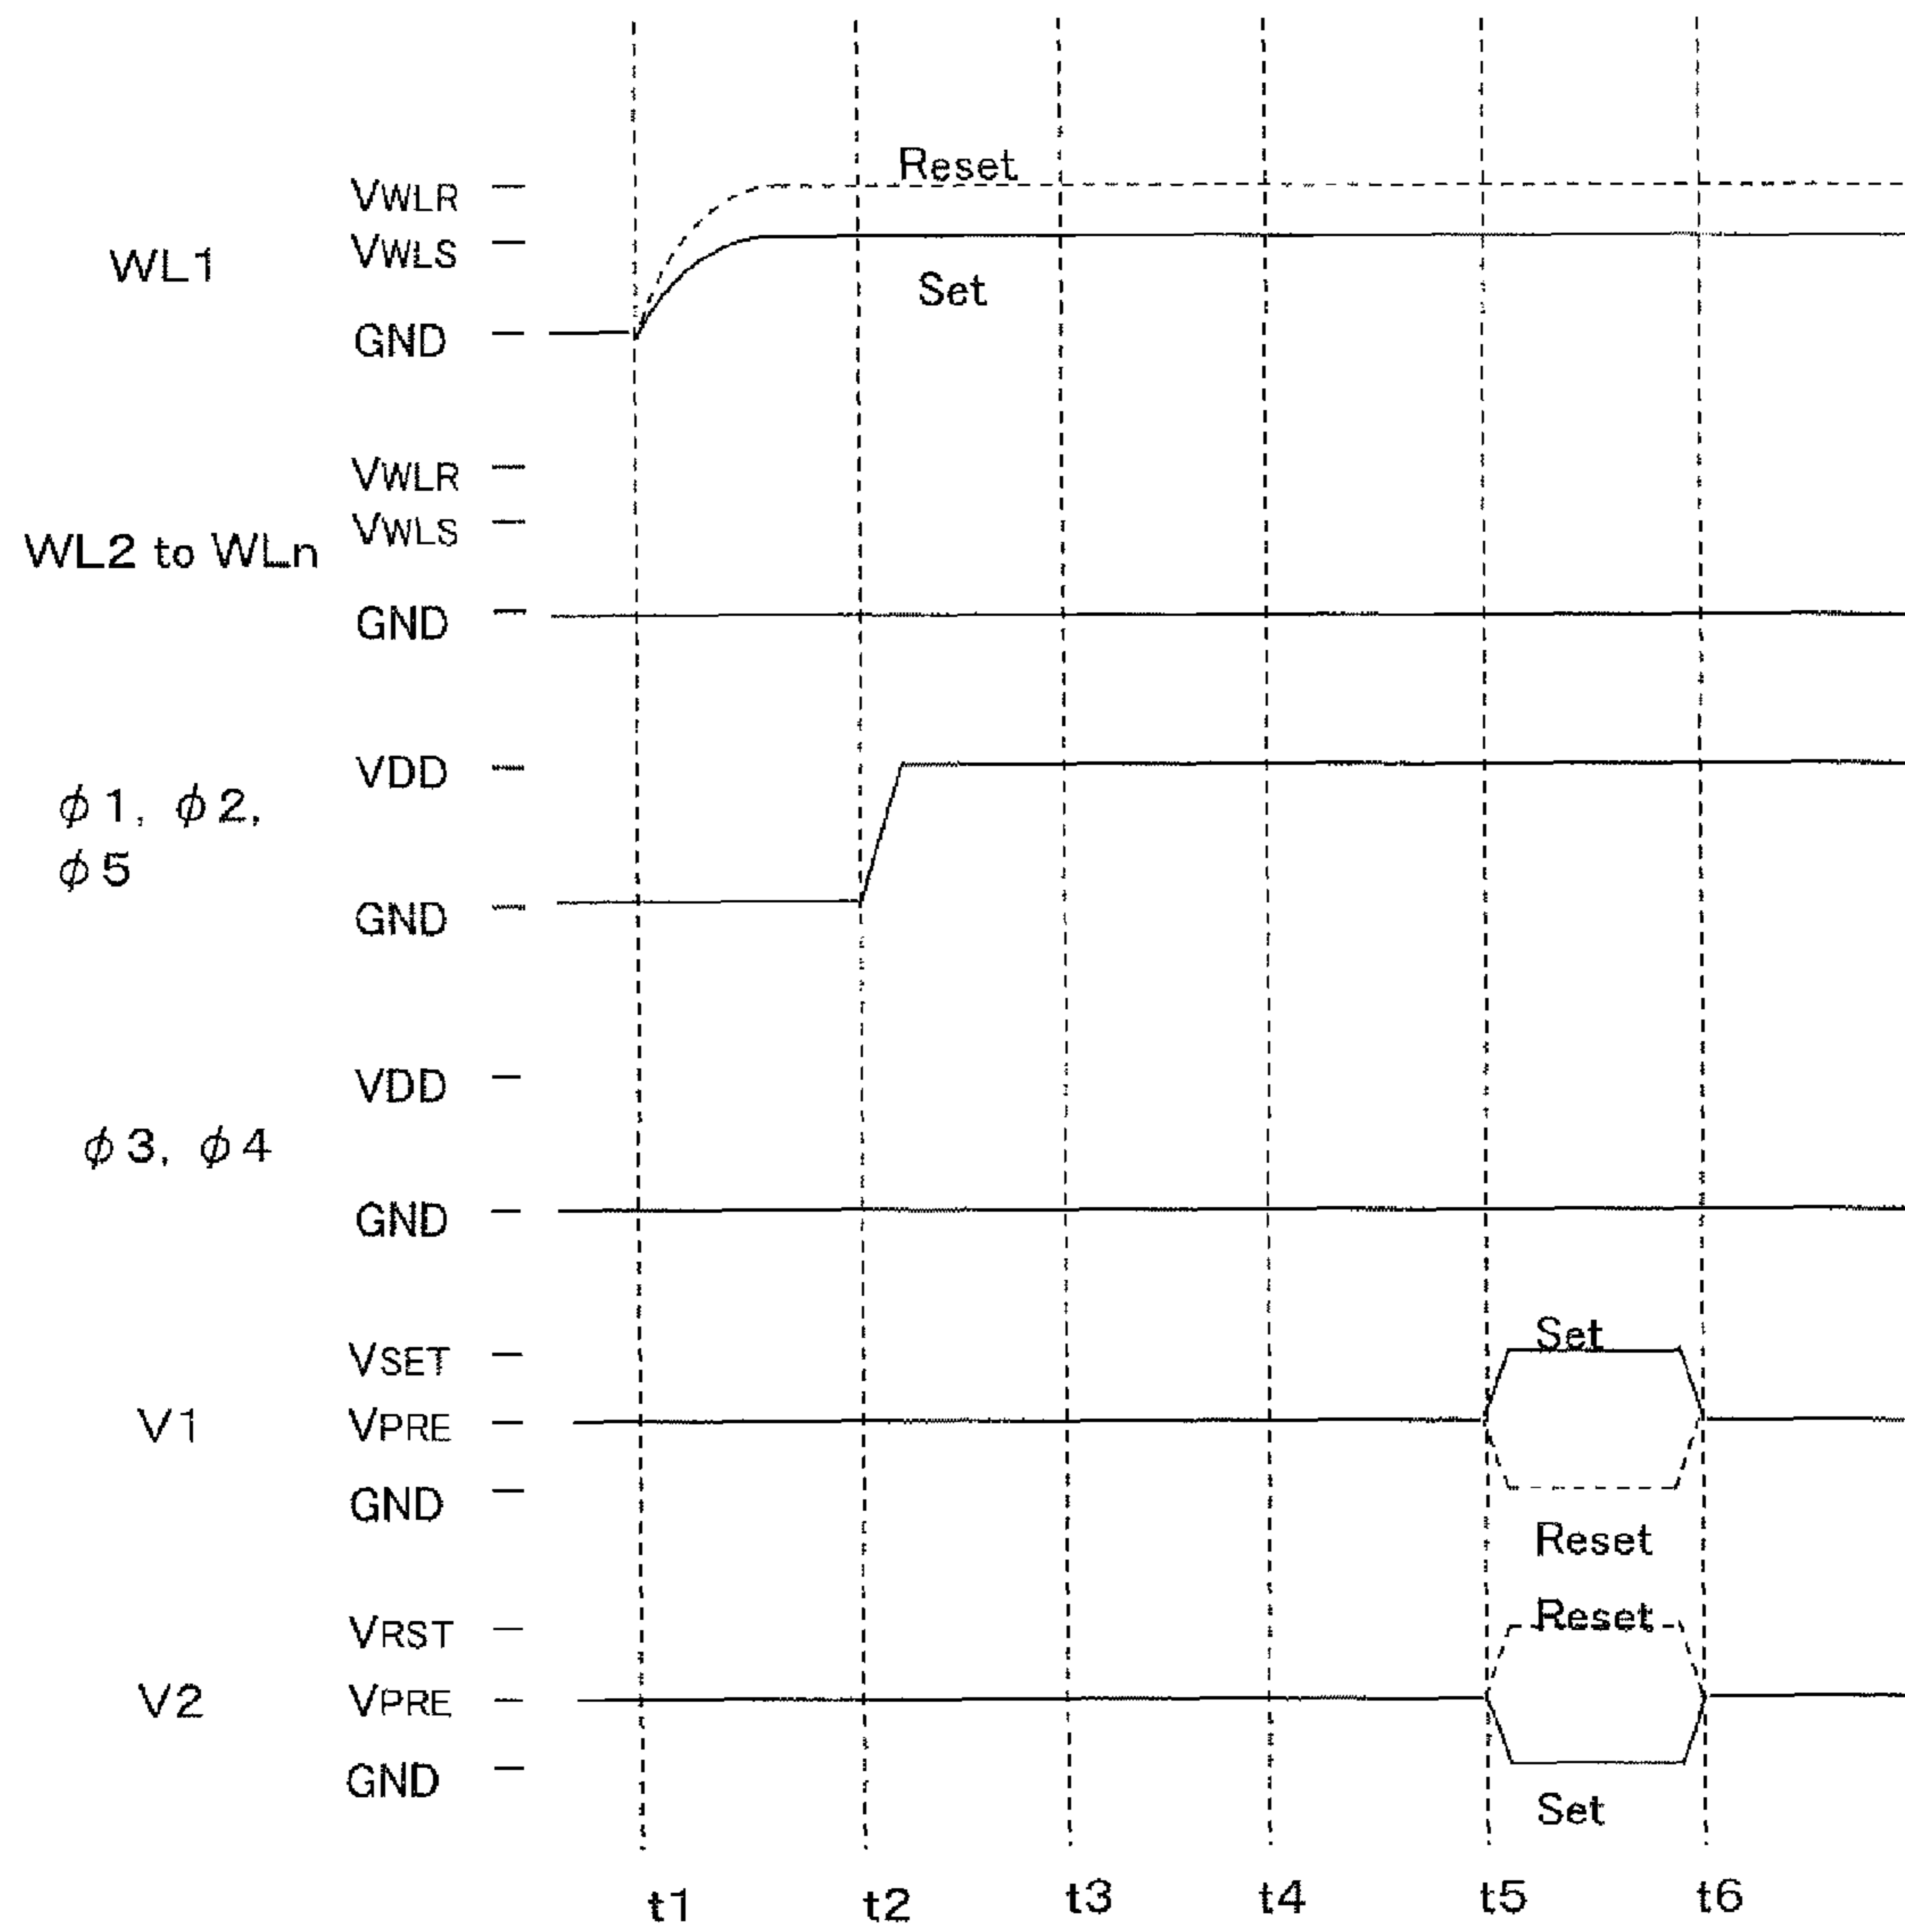 Reset
VWLR
WL1
VWLS
Set
GND
VWLR
VWLS
WL2 to WLn
GND
VDD
φ1, φ2,
φ5
GND
VDD
φ3, φ4
GND
Set
VSET
V1
VPRE
GND
Reset
Reset
VRST
V2
VPRE
GND
Set
t1 t2 t3 t4 t5 t6